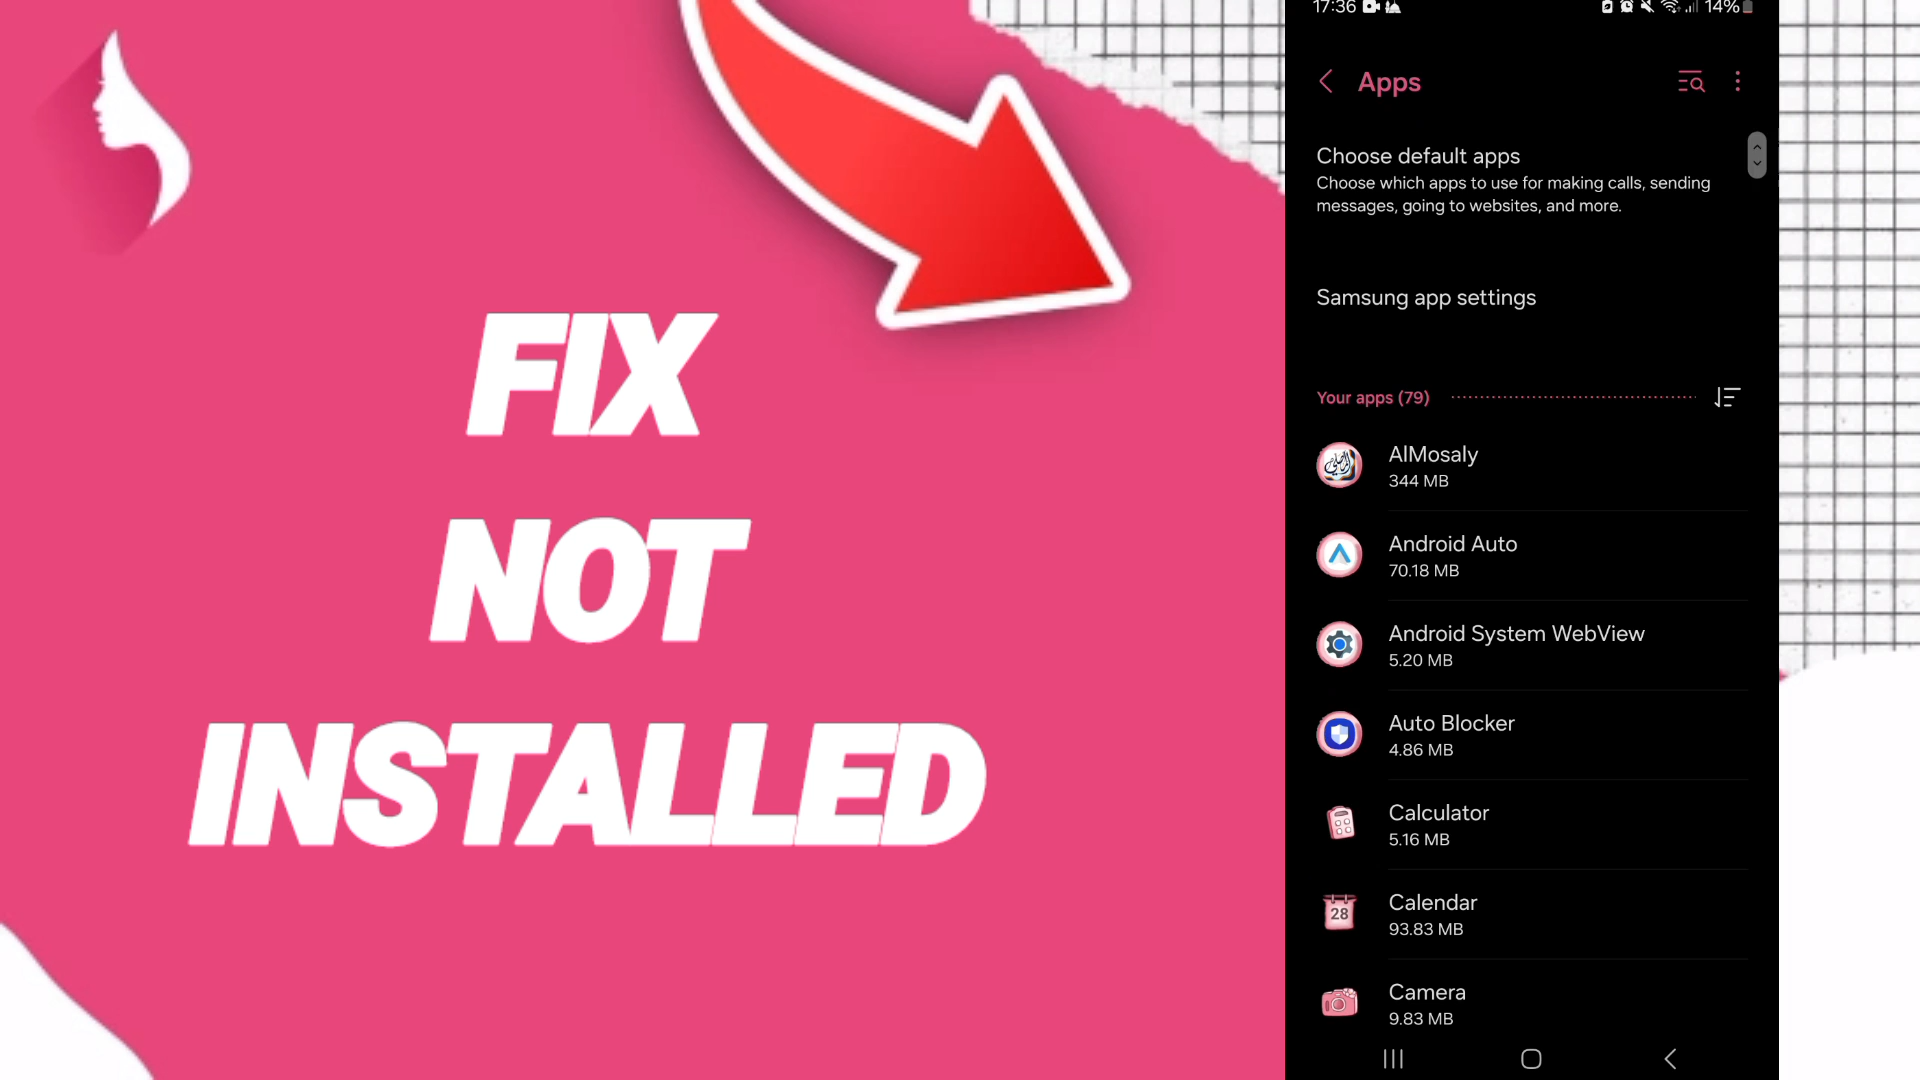 FIX
NOT
INSTALLED
17:36
14%
Apps
Choose default apps
Choose which apps to use for making calls, sending
messages, going to websites, and more.
Samsung app settings
Your apps (79)
AlMosaly
344 MB
Android Auto
70.18 MB
Android System WebView
5.20 MB
Auto Blocker
4.86 MB
Calculator
5.16 MB
28
Calendar
93.83 MB
Camera
9.83 MB